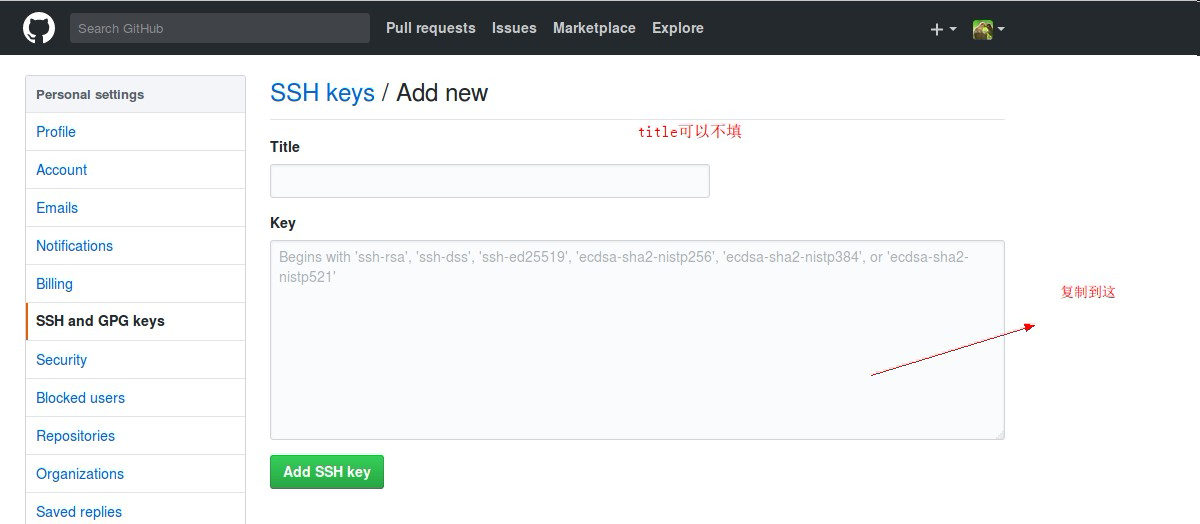 Search GitHub
Pull requests
Issues
Marketplace
Explore
Personal settings
Profile
Account
Emails
Notifications
Billing
SSH and GPG keys
Security
Blocked users
Repositories
Organizations
Saved replies
SSH keys / Add new
title可以不填
Title
Key
Begins with 'ssh-rsa', 'ssh-dss', 'ssh-ed25519', 'ecdsa-sha2-nistp256', 'ecdsa-sha2-nistp384', or 'ecdsa-sha2-
nistp521'
复制到这
Add SSH key